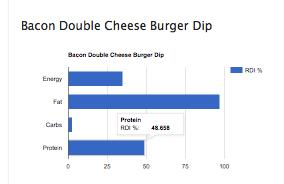 Bacon Double Cheese Burger Dip
Bacon Double Cheese Burger Dip
RDI %
Energy
Fat
Carbs
Protein
Protein
RDI %: 48.658
0 25 50 75 100